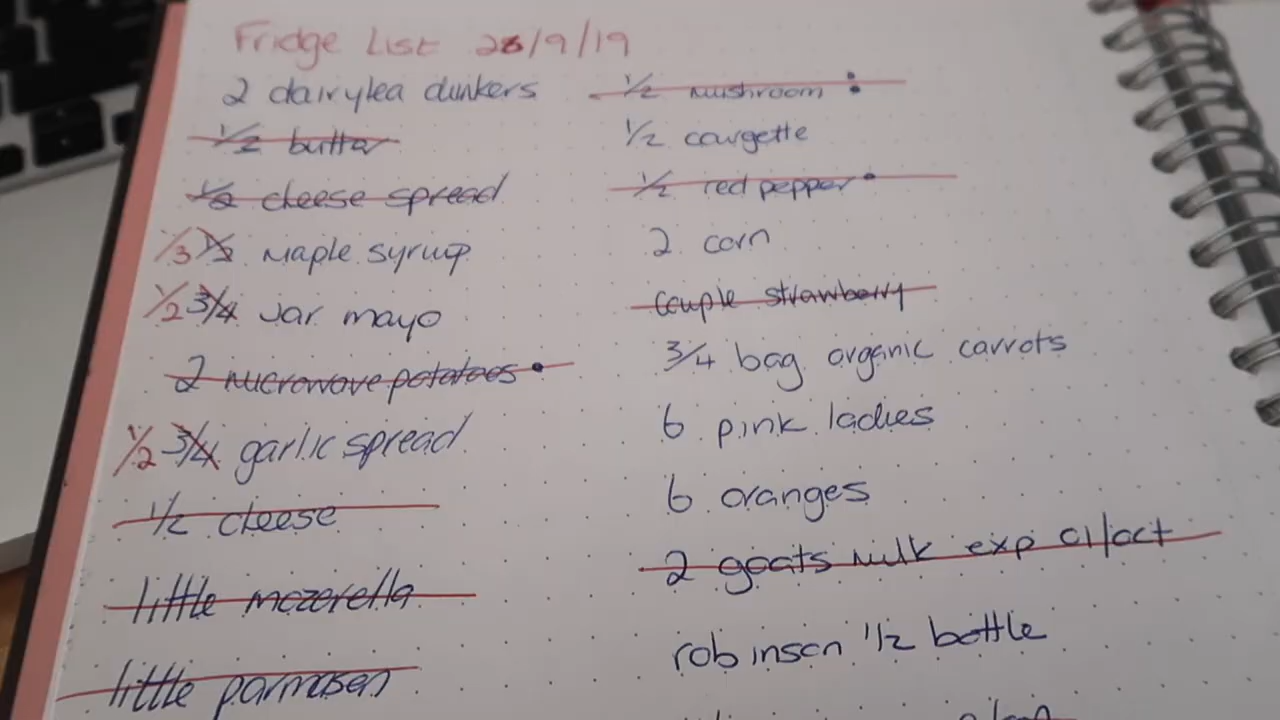 Fridge List 28/9/19
2 dairylea dunkers
1/2 butter
1/2 cheese spread
1/3 1/2 Maple syrup
1/2 3/4 Jar mayo
2 microwave potatoes
1/2 3/4 garlic spread
1/2 cheese
little mozerella
little parmasen
1/2 mushroom
1/2 courgette
1/2 red pepper
2 corn
couple strawberry
3/4 bag organic carrots
6 pink ladies
6 oranges
2 goats milk exp 01/oct
robinson 1/2 bottle